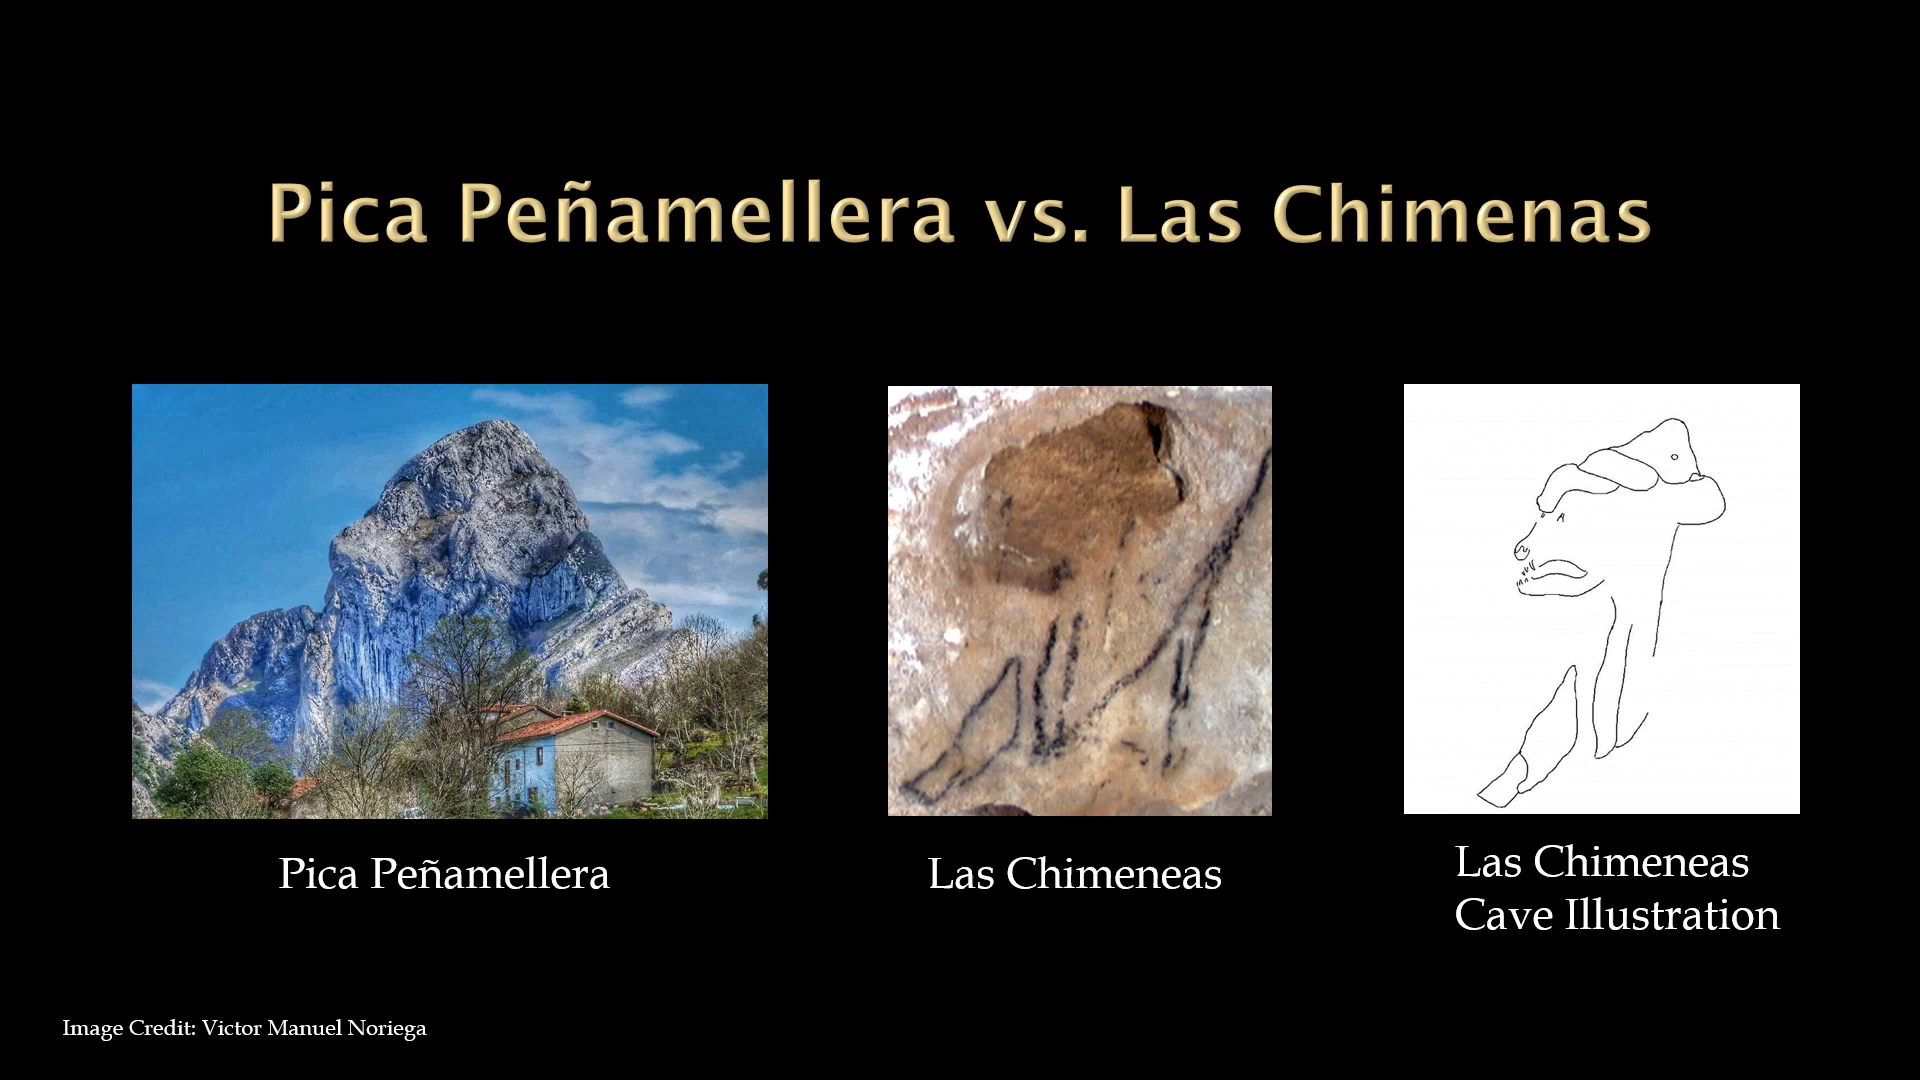 Pica Peñamellera vs. Las Chimenas
Pica Peñamellera
Las Chimeneas
Las Chimeneas
Cave Illustration
Image Credit: Victor Manuel Noriega